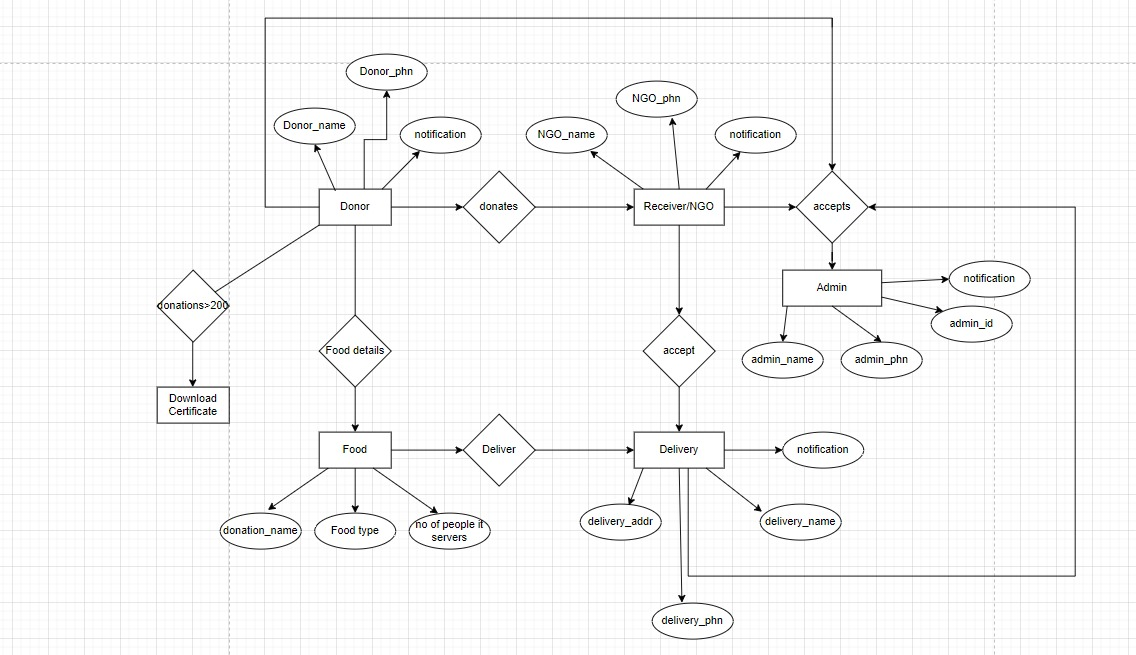 Donor_phn
NGO_phn
Donor_name
notification
NGO_name
notification
Donor
donates
Receiver/NGO
accepts
notification
Admin
donations>200
admin_id
Food details
accept
admin_name
admin_phn
Download
Certificate
Food
Deliver
Delivery
notification
donation_name
Food type
no of people it
servers
delivery_addr
delivery_name
delivery_phn